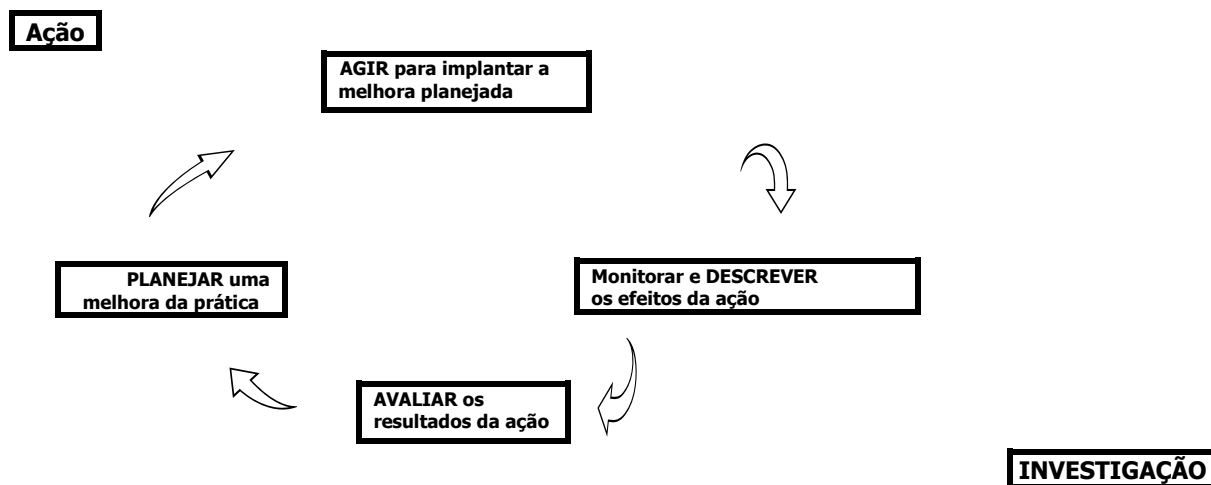 Ação
AGIR para implantar a
melhora planejada
PLANEJAR uma
melhora da prática
Monitorar e DESCREVER
os efeitos da ação
AVALIAR os
resultados da ação
INVESTIGAÇÃO